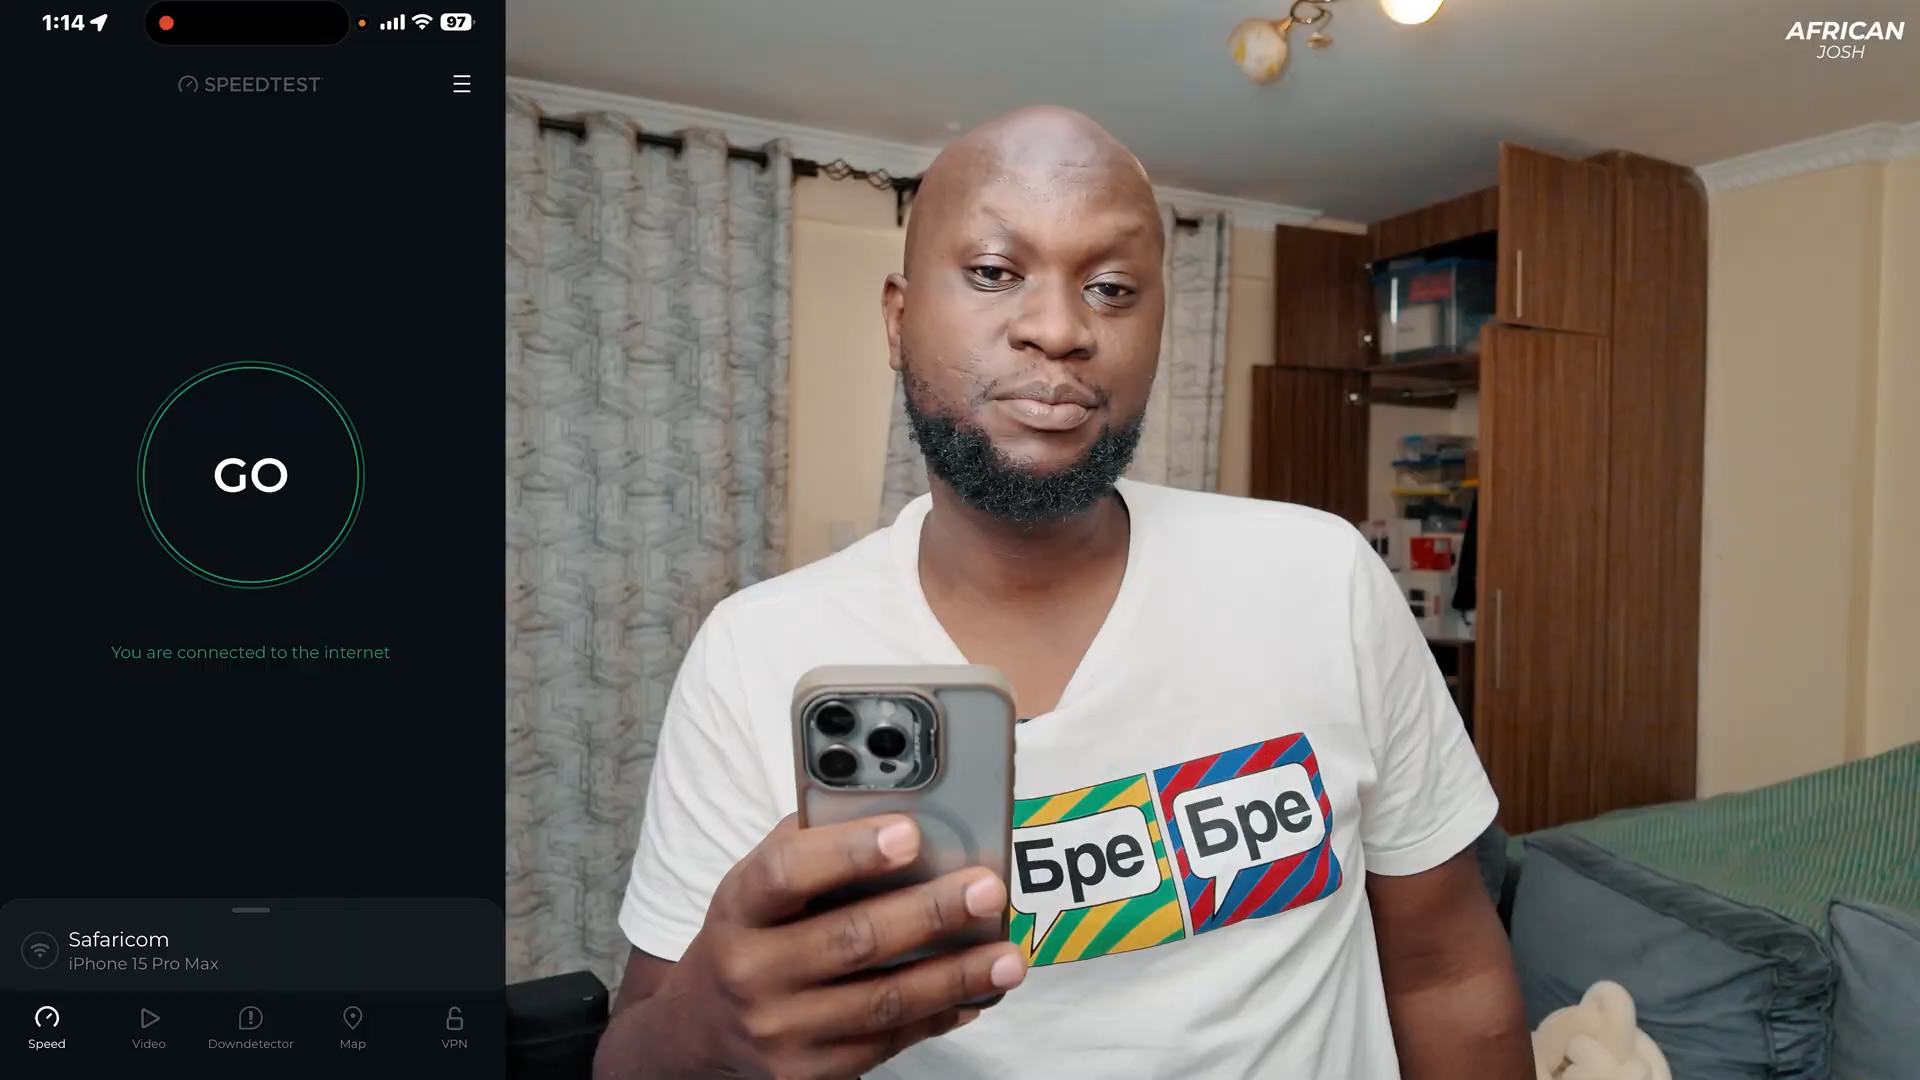 1:14
97
SPEEDTEST
GO
You are connected to the internet
Safaricom
iPhone 15 Pro Max
Speed
Video
Downdetector
Map
VPN
AFRICAN
JOSH
Бре
Бре